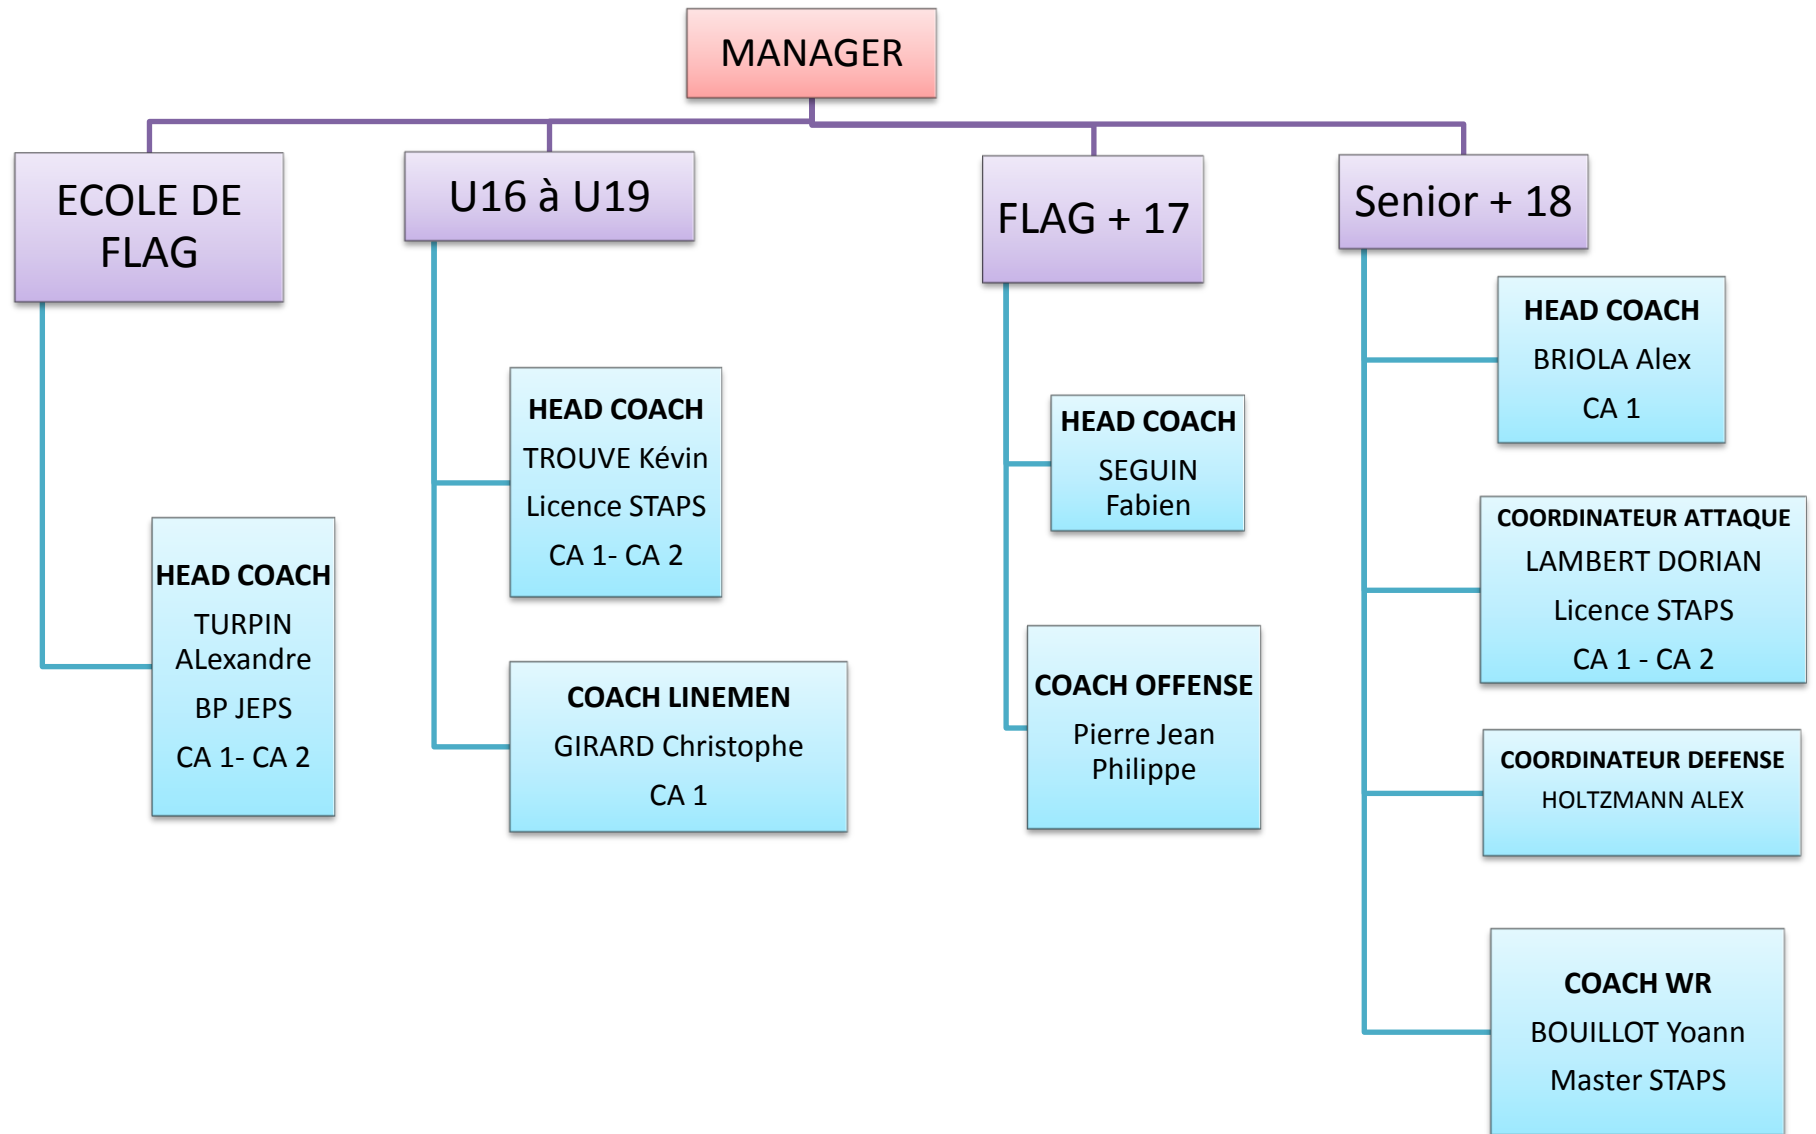 MANAGER
ECOLE DE
FLAG
HEAD COACH
TURPIN
ALexandre
BP JEPS
CA 1- CA 2
U16 à U19
HEAD COACH
TROUVE Kévin
Licence STAPS
CA 1- CA 2
COACH LINEMEN
GIRARD Christophe
CA 1
FLAG + 17
HEAD COACH
SEGUIN
Fabien
COACH OFFENSE
Pierre Jean
Philippe
Senior + 18
HEAD COACH
BRIOLA Alex
CA 1
COORDINATEUR ATTAQUE
LAMBERT DORIAN
Licence STAPS
CA 1 - CA 2
COORDINATEUR DEFENSE
HOLTZMANN ALEX
COACH WR
BOUILLOT Yoann
Master STAPS